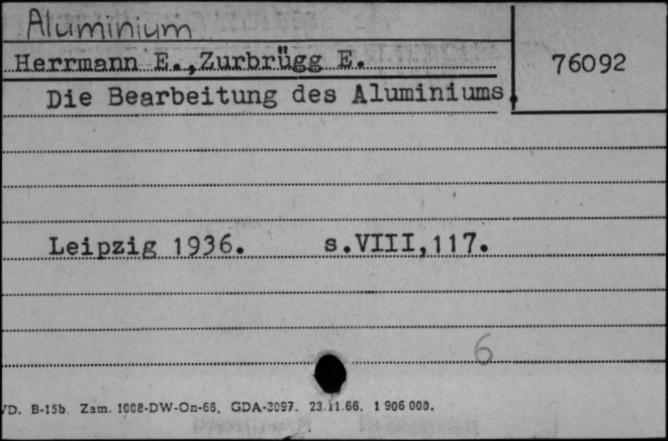 Aluminium
Herrmann E.,Zurbrügg E.
76092
Die Bearbeitung des Aluminiums.
Leipzig 1936. s.VIII,117.
6
VD. B-15b. Zam. 1008-DW-On-66. GDA-3097. 23.11.66. 1 906 000.